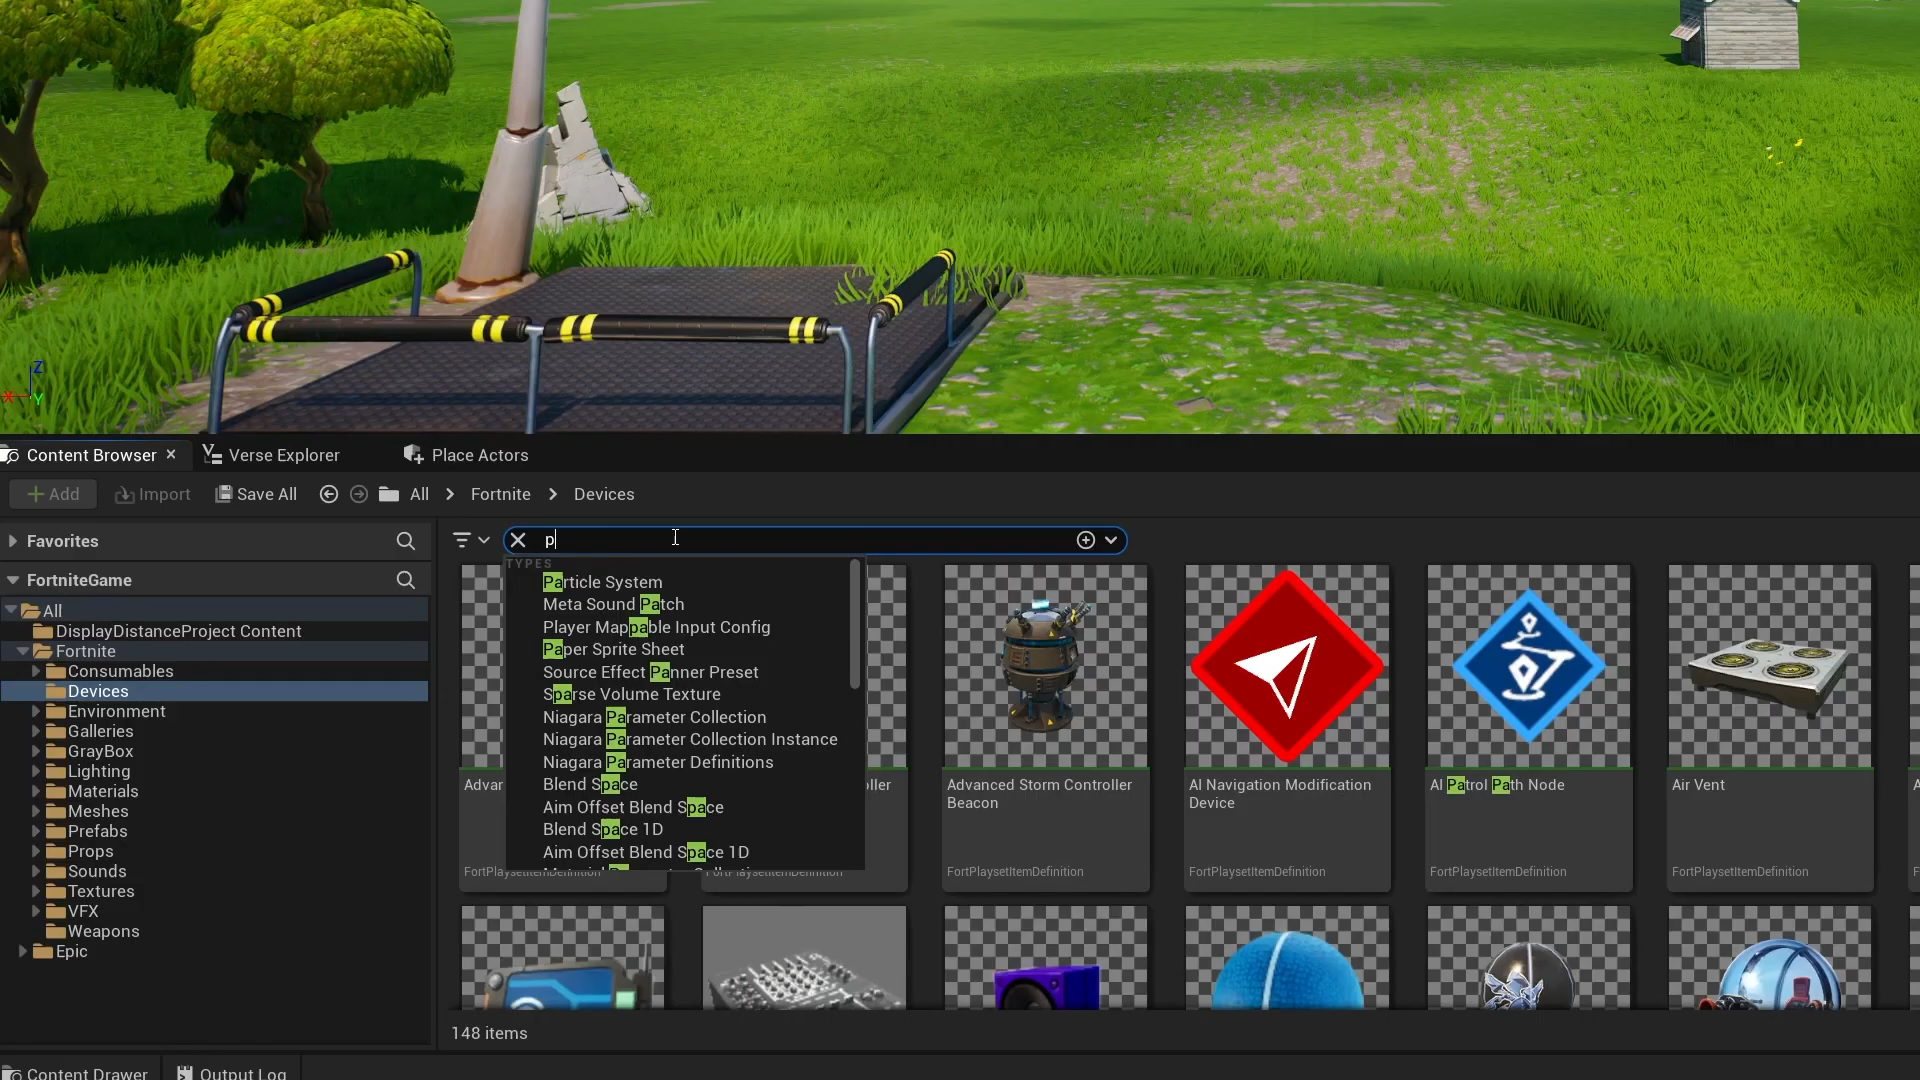 Z
X
Y
Content Browser
Verse Explorer
Place Actors
Add
Import
Save All
All
Fortnite
Devices
Favorites
FortniteGame
All
DisplayDistanceProject Content
Fortnite
Consumables
Devices
Environment
Galleries
GrayBox
Lighting
Materials
Meshes
Prefabs
Props
Sounds
Textures
VFX
Weapons
Epic
p
TYPES
Particle System
Meta Sound Patch
Player Mappable Input Config
Paper Sprite Sheet
Source Effect Panner Preset
Sparse Volume Texture
Niagara Parameter Collection
Niagara Parameter Collection Instance
Niagara Parameter Definitions
Blend Space
Aim Offset Blend Space
Blend Space 1D
Aim Offset Blend Space 1D
Advanced Storm Controller
Beacon
FortPlaysetItemDefinition
AI Navigation Modification
Device
FortPlaysetItemDefinition
AI Patrol Path Node
FortPlaysetItemDefinition
Air Vent
FortPlaysetItemDefinition
FortPlaysetItemDefinition
FortPlaysetItemDefinition
148 items
Content Drawer
Output Log